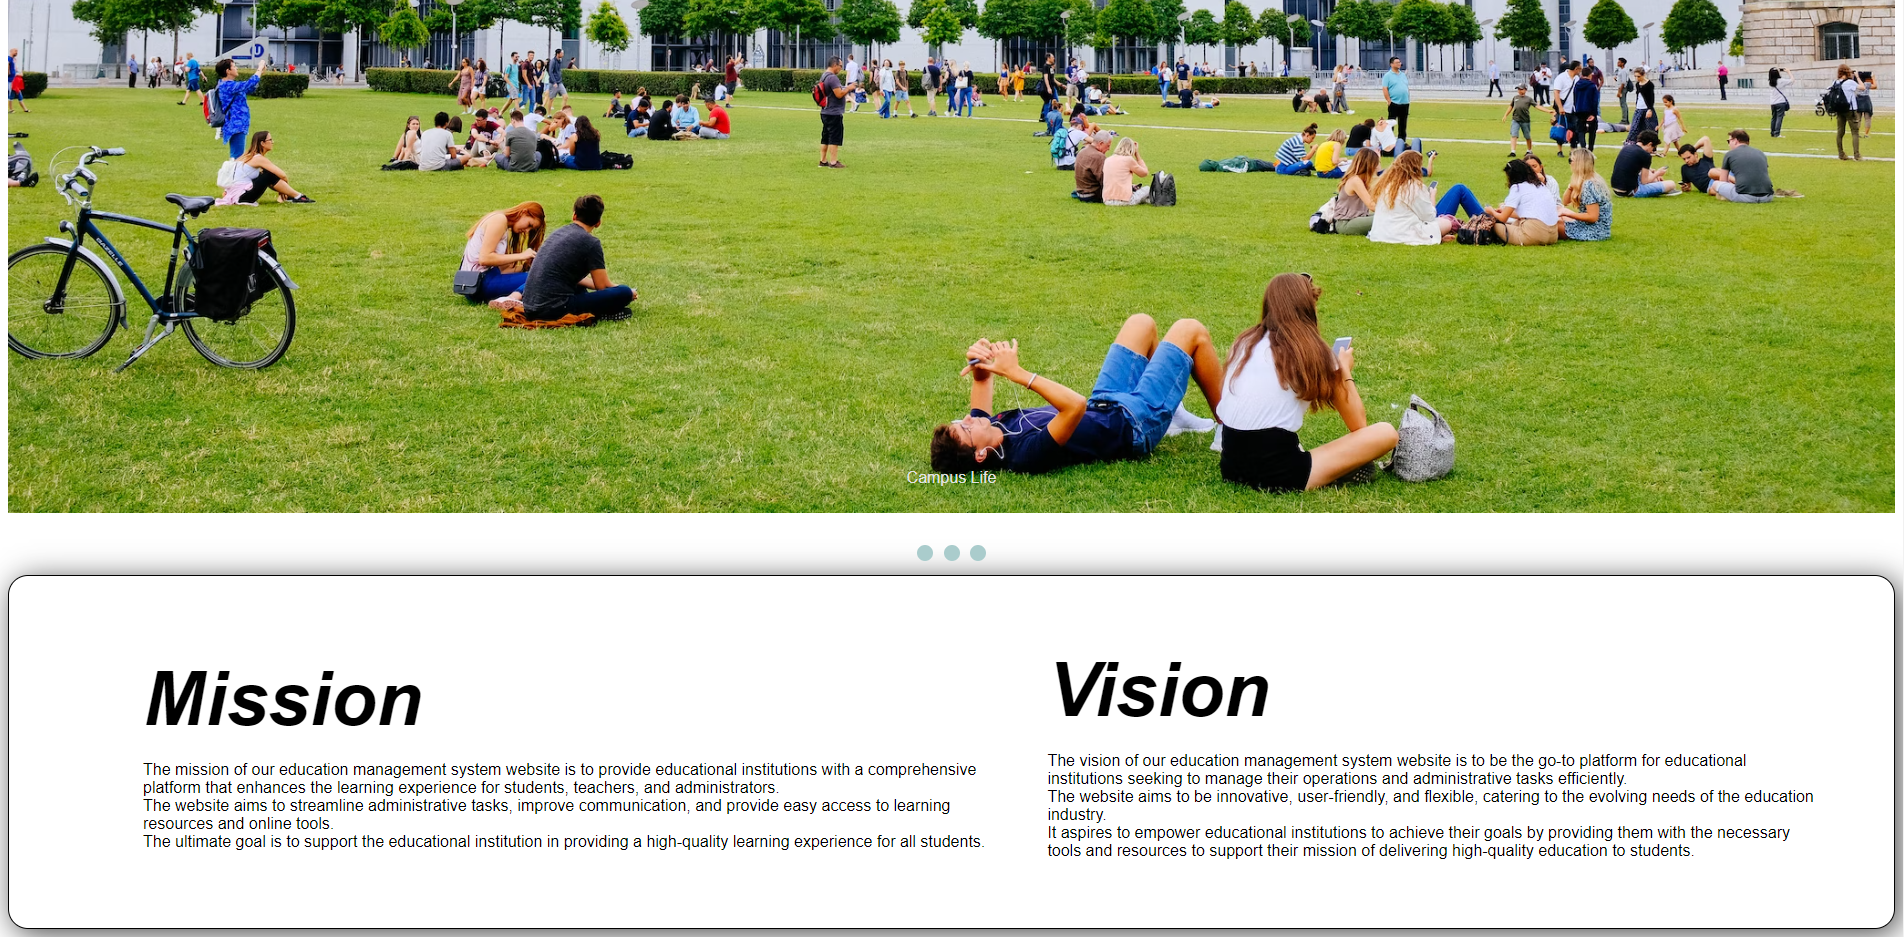 U
GAZELLE
Campus Life
Mission
The mission of our education management system website is to provide educational institutions with a comprehensive
platform that enhances the learning experience for students, teachers, and administrators.
The website aims to streamline administrative tasks, improve communication, and provide easy access to learning
resources and online tools.
The ultimate goal is to support the educational institution in providing a high-quality learning experience for all students.
Vision
The vision of our education management system website is to be the go-to platform for educational
institutions seeking to manage their operations and administrative tasks efficiently.
The website aims to be innovative, user-friendly, and flexible, catering to the evolving needs of the education
industry.
It aspires to empower educational institutions to achieve their goals by providing them with the necessary
tools and resources to support their mission of delivering high-quality education to students.